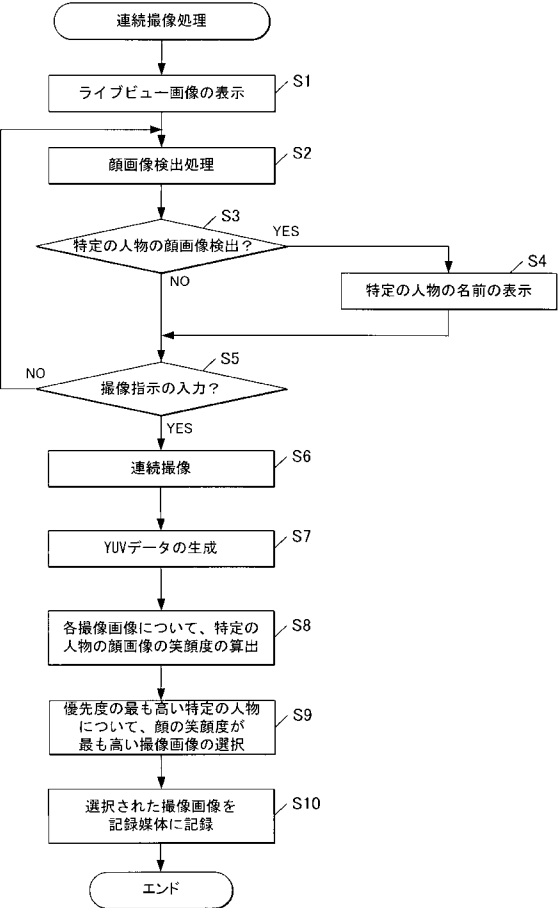 連続撮像処理
ライブビュー画像の表示
S1
顔画像検出処理
S2
特定の人物の顔画像検出?
S3
YES
NO
特定の人物の名前の表示
S4
撮像指示の入力?
S5
NO
YES
連続撮像
S6
YUVデータの生成
S7
各撮像画像について、特定の
人物の顔画像の笑顔度の算出
S8
優先度の最も高い特定の人物
について、顔の笑顔度が
最も高い撮像画像の選択
S9
選択された撮像画像を
記録媒体に記録
S10
エンド